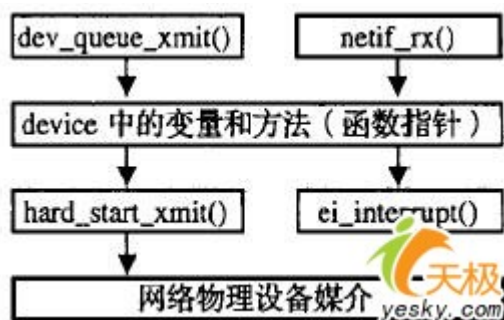 dev_queue_xmit() netif_rx()
device 中的变量和方法（函数指针）
hard_start_xmit() ei_interrupt()
网络物理设备媒介
天极
yesky.com